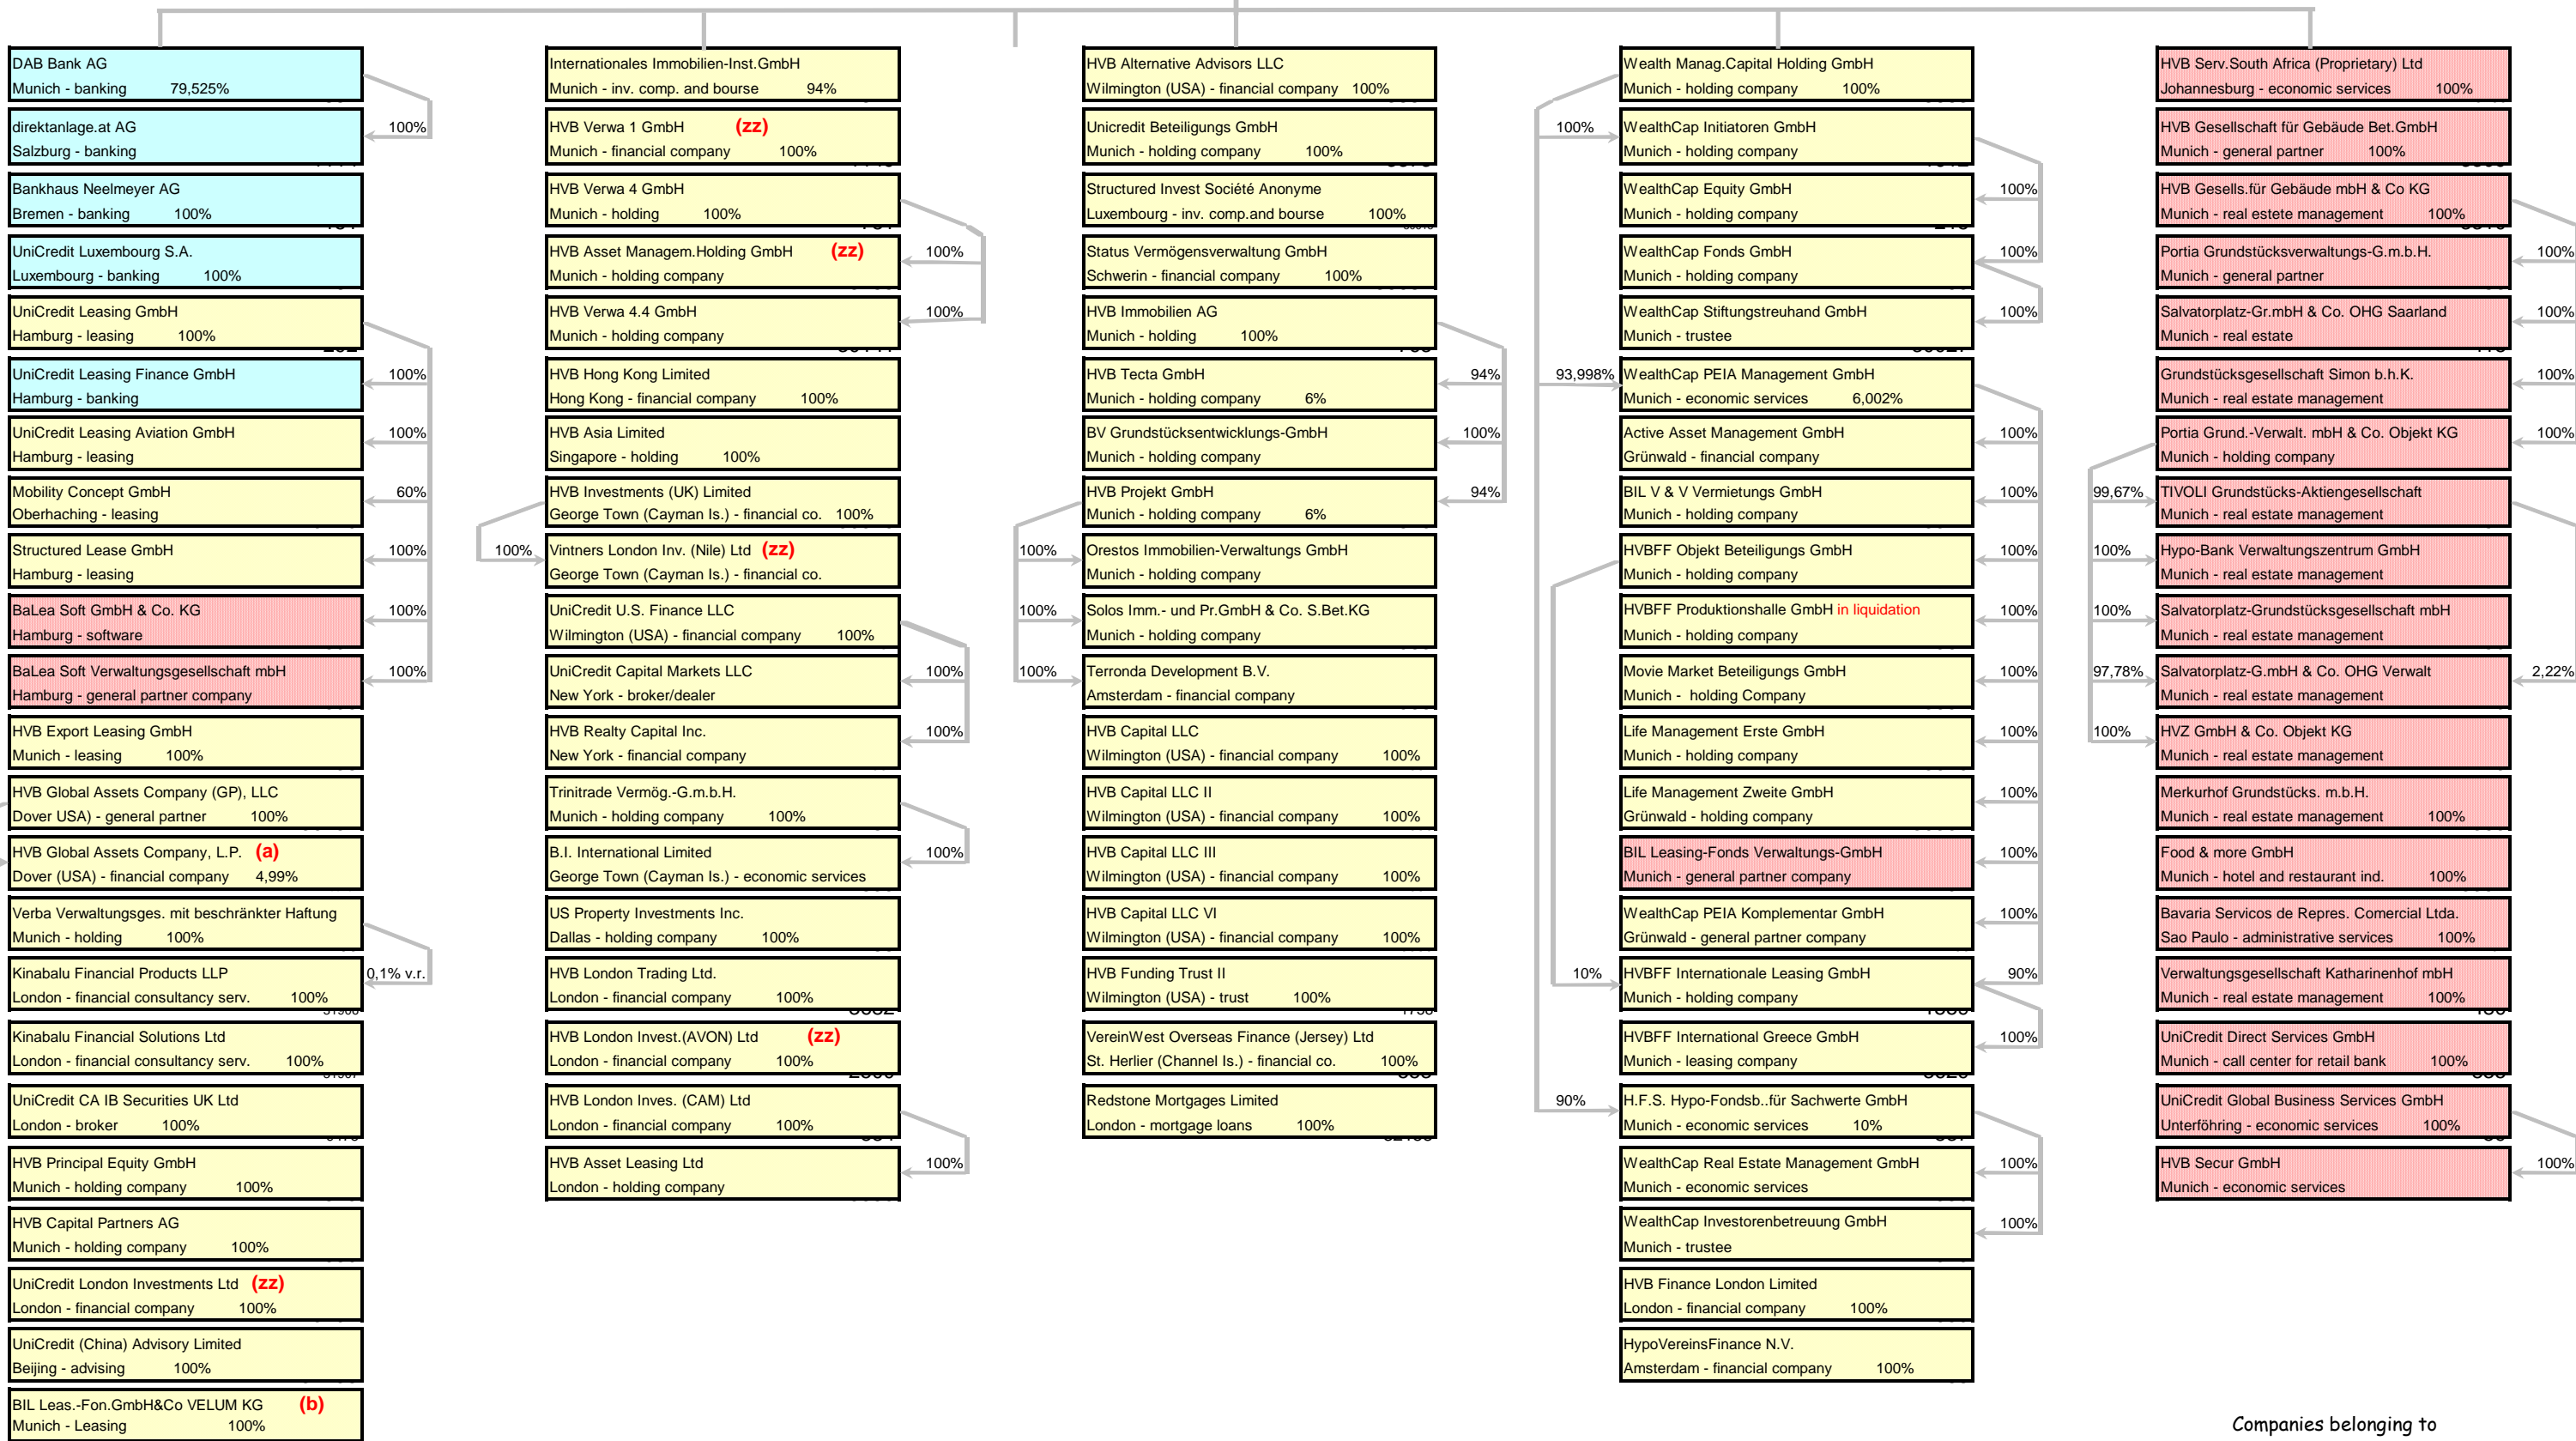 DAB Bank AG
Munich - banking 79,525%
direktanlage.at AG
Salzburg - banking
100%
Bankhaus Neelmeyer AG
Bremen - banking 100%
UniCredit Luxembourg S.A.
Luxembourg - banking 100%
UniCredit Leasing GmbH
Hamburg - leasing 100%
UniCredit Leasing Finance GmbH
Hamburg - banking
100%
UniCredit Leasing Aviation GmbH
Hamburg - leasing
100%
Mobility Concept GmbH
Oberhaching - leasing
60%
Structured Lease GmbH
Hamburg - leasing
100%
BaLea Soft GmbH & Co. KG
Hamburg - software
100%
BaLea Soft Verwaltungsgesellschaft mbH
Hamburg - general partner company
100%
HVB Export Leasing GmbH
Munich - leasing 100%
HVB Global Assets Company (GP), LLC
Dover USA) - general partner 100%
HVB Global Assets Company, L.P. (a)
Dover (USA) - financial company 4,99%
Verba Verwaltungsges. mit beschränkter Haftung
Munich - holding 100%
Kinabalu Financial Products LLP
London - financial consultancy serv. 100%
0,1% v.r.
Kinabalu Financial Solutions Ltd
London - financial consultancy serv. 100%
UniCredit CA IB Securities UK Ltd
London - broker 100%
HVB Principal Equity GmbH
Munich - holding company 100%
HVB Capital Partners AG
Munich - holding company 100%
UniCredit London Investments Ltd (zz)
London - financial company 100%
UniCredit (China) Advisory Limited
Beijing - advising 100%
BIL Leas.-Fon.GmbH&Co VELUM KG (b)
Munich - Leasing 100%
Internationales Immobilien-Inst.GmbH
Munich - inv. comp. and bourse 94%
HVB Verwa 1 GmbH (zz)
Munich - financial company 100%
HVB Verwa 4 GmbH
Munich - holding 100%
HVB Asset Managem.Holding GmbH (zz)
Munich - holding company
100%
HVB Verwa 4.4 GmbH
Munich - holding company
100%
HVB Hong Kong Limited
Hong Kong - financial company 100%
HVB Asia Limited
Singapore - holding 100%
HVB Investments (UK) Limited
George Town (Cayman Is.) - financial co. 100%
100%
Vintners London Inv. (Nile) Ltd (zz)
George Town (Cayman Is.) - financial co.
UniCredit U.S. Finance LLC
Wilmington (USA) - financial company 100%
UniCredit Capital Markets LLC
New York - broker/dealer
100%
HVB Realty Capital Inc.
New York - financial company
100%
Trinitrade Vermög.-G.m.b.H.
Munich - holding company 100%
B.I. International Limited
George Town (Cayman Is.) - economic services
100%
US Property Investments Inc.
Dallas - holding company 100%
HVB London Trading Ltd.
London - financial company 100%
HVB London Invest.(AVON) Ltd (zz)
London - financial company 100%
HVB London Inves. (CAM) Ltd
London - financial company 100%
HVB Asset Leasing Ltd
London - holding company
100%
HVB Alternative Advisors LLC
Wilmington (USA) - financial company 100%
Unicredit Beteiligungs GmbH
Munich - holding company 100%
Structured Invest Société Anonyme
Luxembourg - inv. comp.and bourse 100%
Status Vermögensverwaltung GmbH
Schwerin - financial company 100%
HVB Immobilien AG
Munich - holding 100%
HVB Tecta GmbH
Munich - holding company 6%
94%
BV Grundstücksentwicklungs-GmbH
Munich - holding company
100%
HVB Projekt GmbH
Munich - holding company 6%
94%
100%
Orestos Immobilien-Verwaltungs GmbH
Munich - holding company
100%
Solos Imm.- und Pr.GmbH & Co. S.Bet.KG
Munich - holding company
100%
Terronda Development B.V.
Amsterdam - financial company
HVB Capital LLC
Wilmington (USA) - financial company 100%
HVB Capital LLC II
Wilmington (USA) - financial company 100%
HVB Capital LLC III
Wilmington (USA) - financial company 100%
HVB Capital LLC VI
Wilmington (USA) - financial company 100%
HVB Funding Trust II
Wilmington (USA) - trust 100%
VereinWest Overseas Finance (Jersey) Ltd
St. Herlier (Channel Is.) - financial co. 100%
Redstone Mortgages Limited
London - mortgage loans 100%
Wealth Manag.Capital Holding GmbH
Munich - holding company 100%
100%
WealthCap Initiatoren GmbH
Munich - holding company
WealthCap Equity GmbH
Munich - holding company
100%
WealthCap Fonds GmbH
Munich - holding company
100%
WealthCap Stiftungstreuhand GmbH
Munich - trustee
100%
93,998%
WealthCap PEIA Management GmbH
Munich - economic services 6,002%
Active Asset Management GmbH
Grünwald - financial company
100%
BIL V & V Vermietungs GmbH
Munich - holding company
100%
HVBFF Objekt Beteiligungs GmbH
Munich - holding company
100%
HVBFF Produktionshalle GmbH in liquidation
Munich - holding company
100%
Movie Market Beteiligungs GmbH
Munich - holding Company
100%
Life Management Erste GmbH
Munich - holding company
100%
Life Management Zweite GmbH
Grünwald - holding company
100%
BIL Leasing-Fonds Verwaltungs-GmbH
Munich - general partner company
100%
WealthCap PEIA Komplementar GmbH
Grünwald - general partner company
100%
10%
HVBFF Internationale Leasing GmbH
Munich - holding company
90%
HVBFF International Greece GmbH
Munich - leasing company
100%
90%
H.F.S. Hypo-Fondsb..für Sachwerte GmbH
Munich - economic services 10%
WealthCap Real Estate Management GmbH
Munich - economic services
100%
WealthCap Investorenbetreuung GmbH
Munich - trustee
100%
HVB Finance London Limited
London - financial company 100%
HypoVereinsFinance N.V.
Amsterdam - financial company 100%
HVB Serv.South Africa (Proprietary) Ltd
Johannesburg - economic services 100%
HVB Gesellschaft für Gebäude Bet.GmbH
Munich - general partner 100%
HVB Gesells.für Gebäude mbH & Co KG
Munich - real estete management 100%
Portia Grundstücksverwaltungs-G.m.b.H.
Munich - general partner
100%
Salvatorplatz-Gr.mbH & Co. OHG Saarland
Munich - real estate
100%
Grundstücksgesellschaft Simon b.h.K.
Munich - real estate management
100%
Portia Grund.-Verwalt. mbH & Co. Objekt KG
Munich - holding company
100%
99,67%
TIVOLI Grundstücks-Aktiengesellschaft
Munich - real estate management
100%
Hypo-Bank Verwaltungszentrum GmbH
Munich - real estate management
100%
Salvatorplatz-Grundstücksgesellschaft mbH
Munich - real estate management
97,78%
Salvatorplatz-G.mbH & Co. OHG Verwalt
Munich - real estate management
2,22%
100%
HVZ GmbH & Co. Objekt KG
Munich - real estate management
Merkurhof Grundstücks. m.b.H.
Munich - real estate management 100%
Food & more GmbH
Munich - hotel and restaurant ind. 100%
Bavaria Servicos de Repres. Comercial Ltda.
Sao Paulo - administrative services 100%
Verwaltungsgesellschaft Katharinenhof mbH
Munich - real estate management 100%
UniCredit Direct Services GmbH
Munich - call center for retail bank 100%
UniCredit Global Business Services GmbH
Unterföhring - economic services 100%
HVB Secur GmbH
Munich - economic services
100%
Companies belonging to